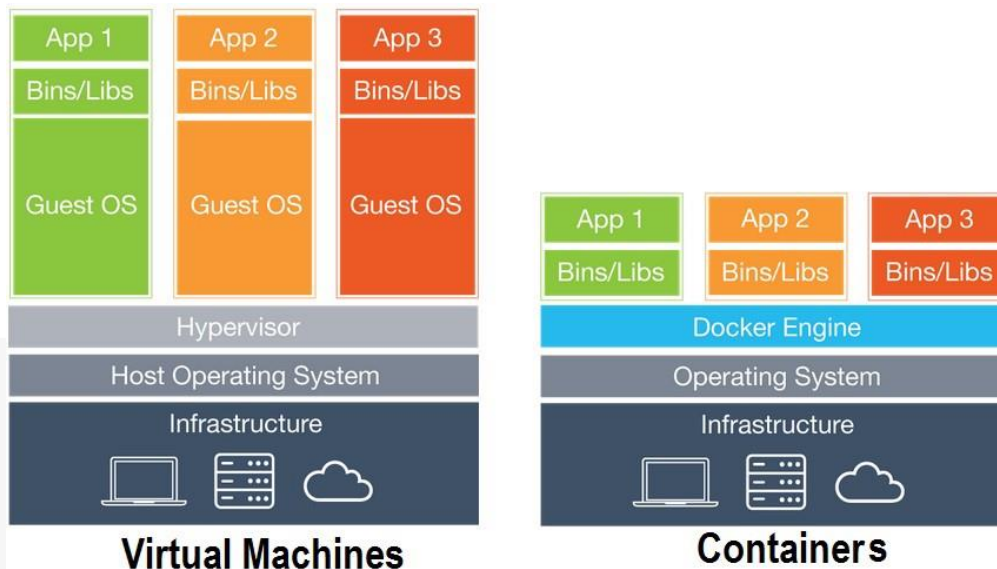 App 1
App 2
App 3
Bins/Libs
Bins/Libs
Bins/Libs
Guest OS
Guest OS
Guest OS
Hypervisor
Host Operating System
Infrastructure
Virtual Machines
App 1
App 2
App 3
Bins/Libs
Bins/Libs
Bins/Libs
Docker Engine
Operating System
Infrastructure
Containers